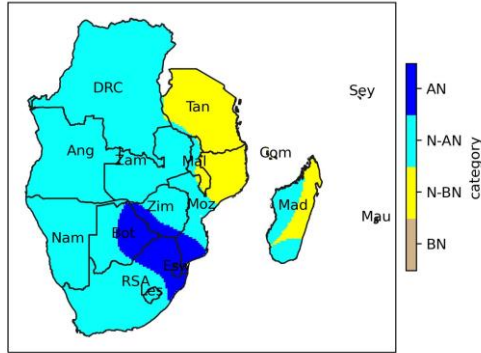 DRC
Tan
Sey
Ang
Zam
Mal
Com
Zim
Moz
Mad
Mau
Nam
Bot
Esw
RSA
Les
AN
N-AN
N-BN
BN
category